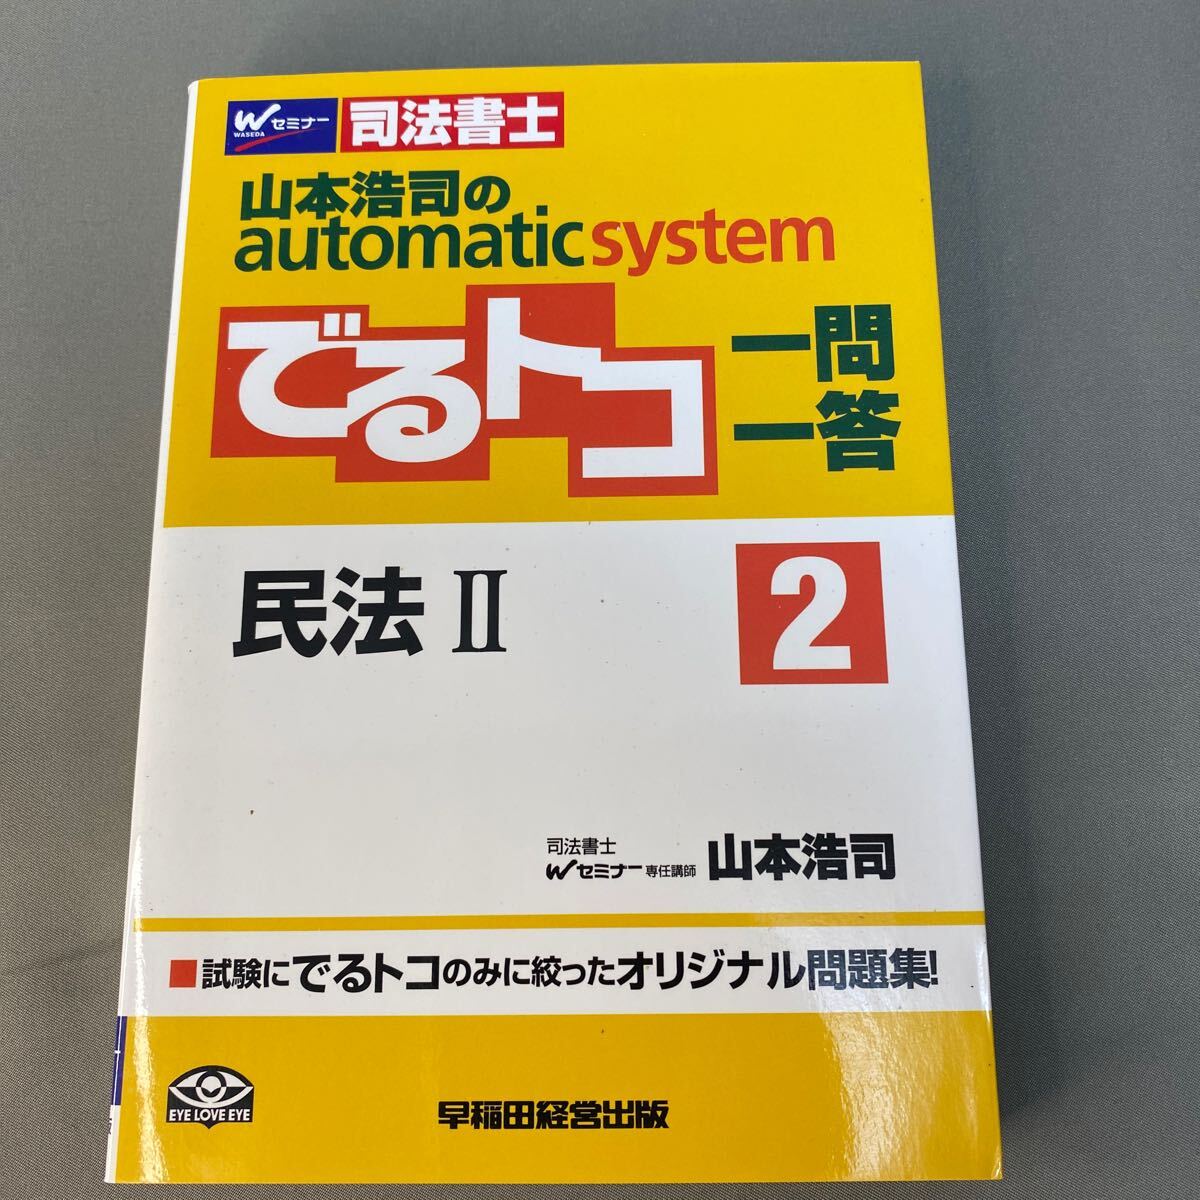 Wセミナー 司法書士
WASEDA
山本浩司の
automatic system
でるトコ 一問
一答
民法 II 2
司法書士
Wセミナー 専任講師 山本浩司
■試験にでるトコのみに絞ったオリジナル問題集!
EYE LOVE EYE
早稲田経営出版